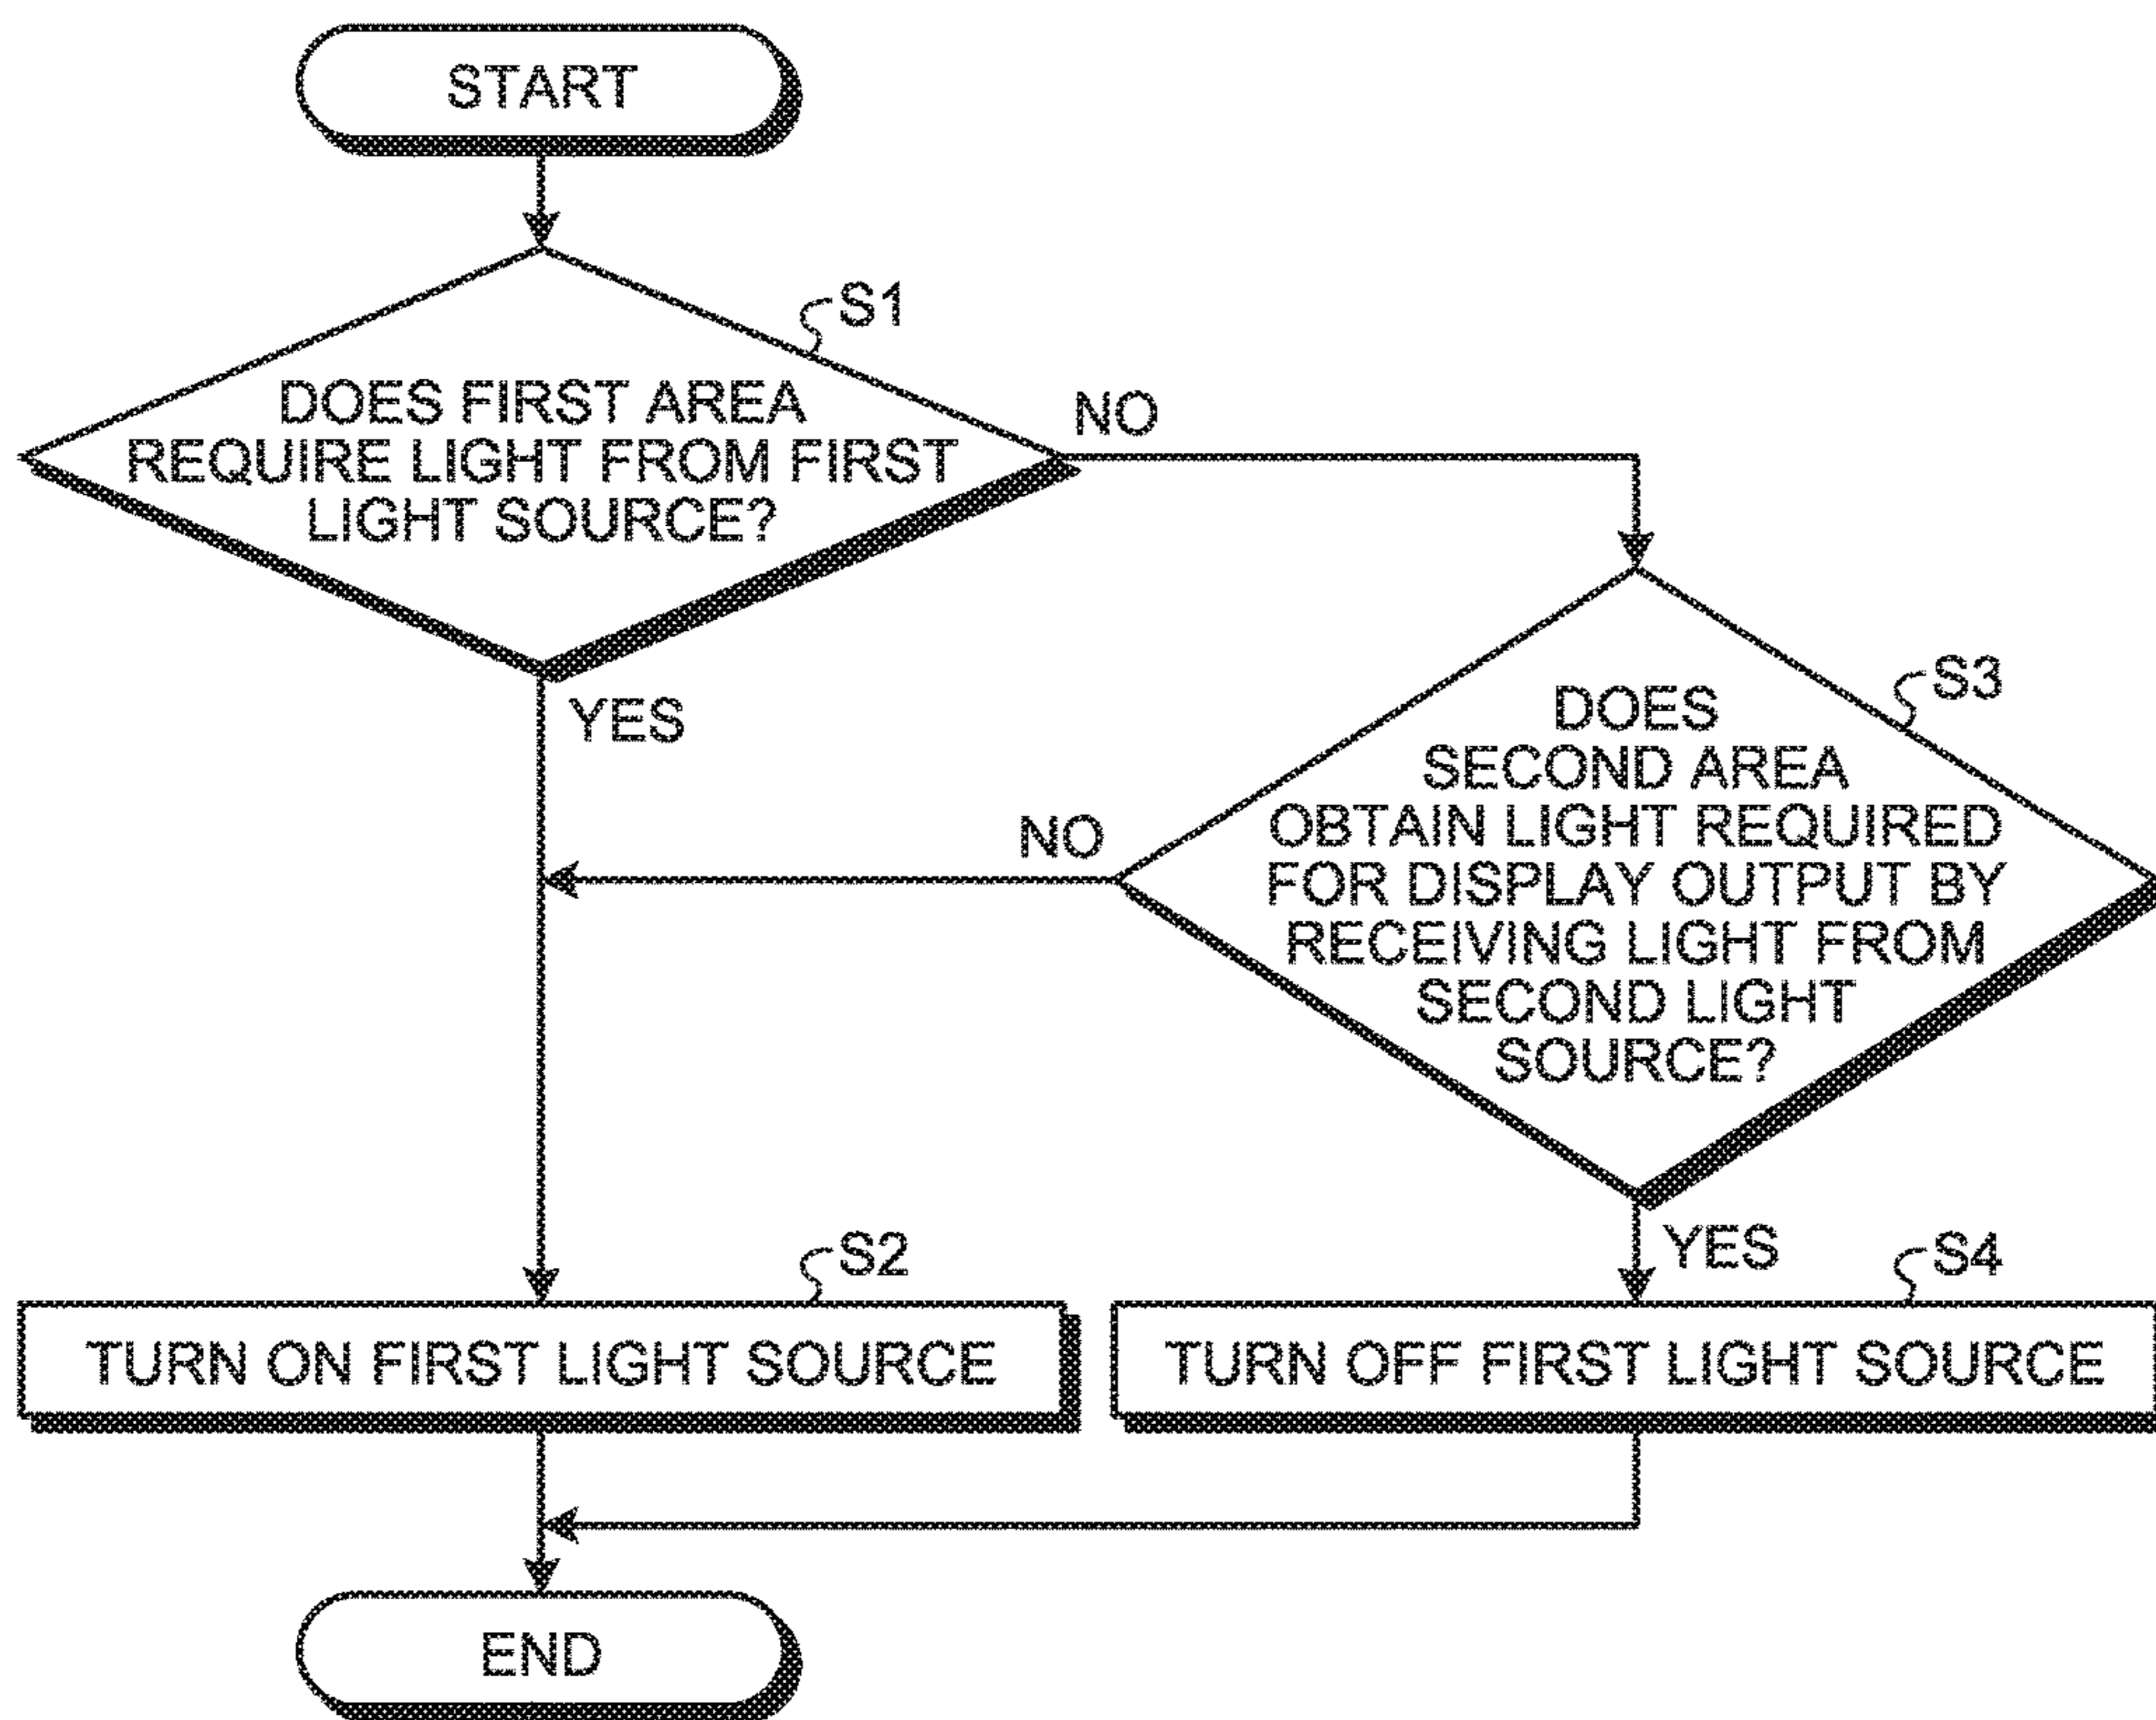 START
S1
DOES FIRST AREA
REQUIRE LIGHT FROM FIRST
LIGHT SOURCE?
NO
YES
S3
DOES
SECOND AREA
OBTAIN LIGHT REQUIRED
FOR DISPLAY OUTPUT BY
RECEIVING LIGHT FROM
SECOND LIGHT
SOURCE?
NO
YES
S2
TURN ON FIRST LIGHT SOURCE
S4
TURN OFF FIRST LIGHT SOURCE
END